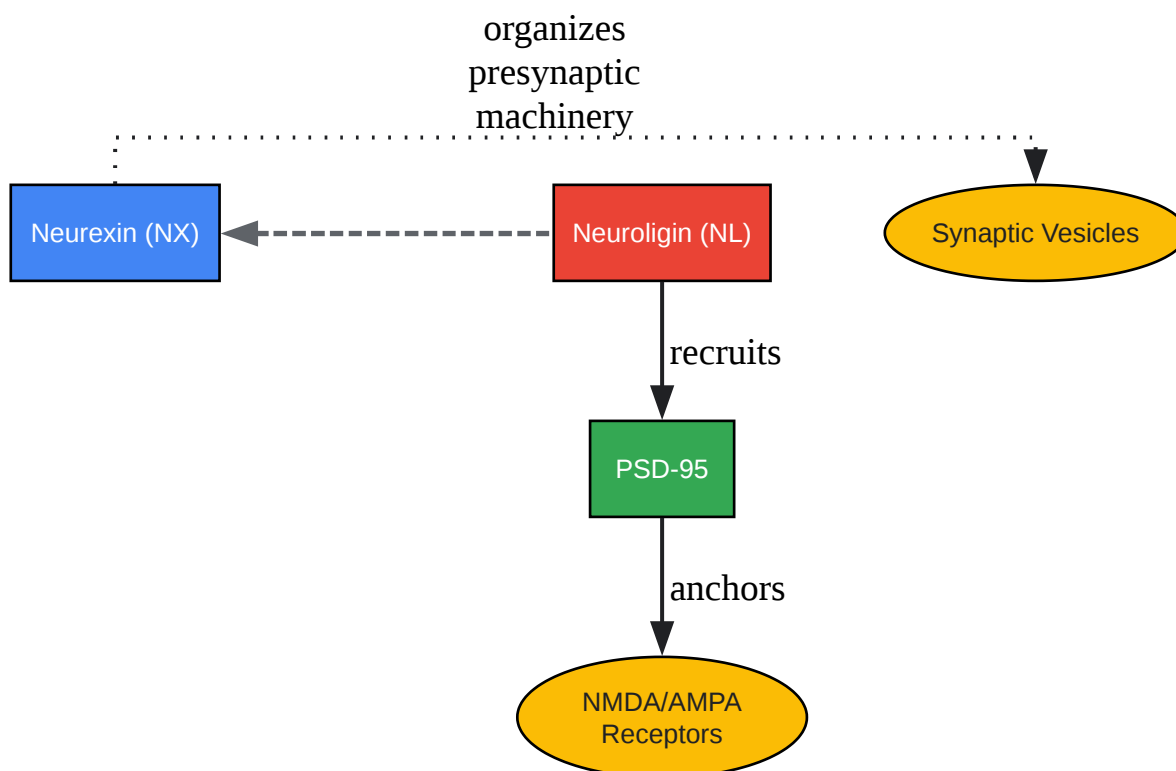 organizes
presynaptic
machinery
Neurexin (NX)
Neuroligin (NL)
Synaptic Vesicles
recruits
PSD-95
anchors
NMDA/AMPA
Receptors